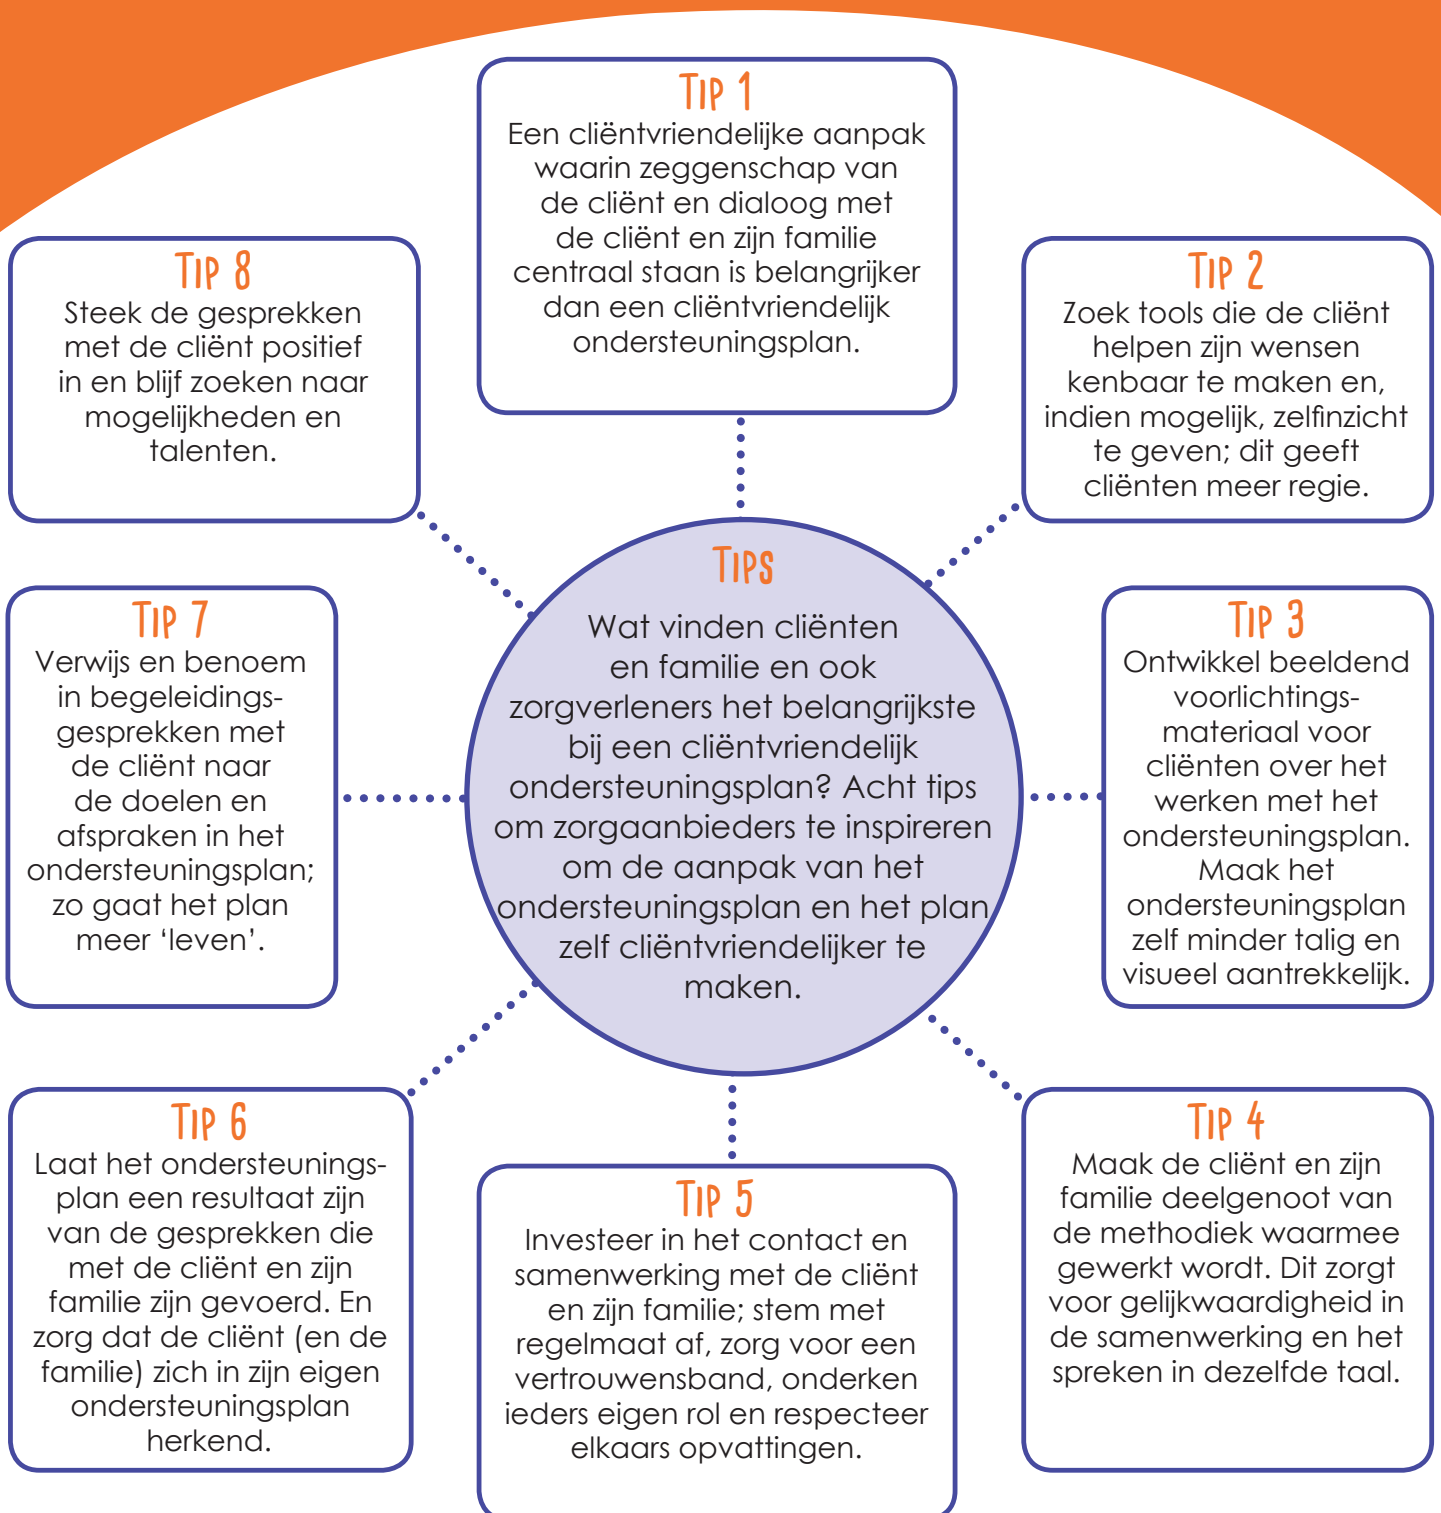 Tips
Wat vinden cliënten
en familie en ook
zorgverleners het belangrijkste
bij een cliëntvriendelijk
ondersteuningsplan? Acht tips
om zorgaanbieders te inspireren
om de aanpak van het
ondersteuningsplan en het plan
zelf cliëntvriendelijker te
maken.
Tip 1
Een cliëntvriendelijke aanpak
waarin zeggenschap van
de cliënt en dialoog met
de cliënt en zijn familie
centraal staan is belangrijker
dan een cliëntvriendelijk
ondersteuningsplan.
Tip 2
Zoek tools die de cliënt
helpen zijn wensen
kenbaar te maken en,
indien mogelijk, zelfinzicht
te geven; dit geeft
cliënten meer regie.
Tip 3
Ontwikkel beeldend
voorlichtings-
materiaal voor
cliënten over het
werken met het
ondersteuningsplan.
Maak het
ondersteuningsplan
zelf minder talig en
visueel aantrekkelijk.
Tip 4
Maak de cliënt en zijn
familie deelgenoot van
de methodiek waarmee
gewerkt wordt. Dit zorgt
voor gelijkwaardigheid in
de samenwerking en het
spreken in dezelfde taal.
Tip 5
Investeer in het contact en
samenwerking met de cliënt
en zijn familie; stem met
regelmaat af, zorg voor een
vertrouwensband, onderken
ieders eigen rol en respecteer
elkaars opvattingen.
Tip 6
Laat het ondersteunings-
plan een resultaat zijn
van de gesprekken die
met de cliënt en zijn
familie zijn gevoerd. En
zorg dat de cliënt (en de
familie) zich in zijn eigen
ondersteuningsplan
herkend.
Tip 7
Verwijs en benoem
in begeleidings-
gesprekken met
de cliënt naar
de doelen en
afspraken in het
ondersteuningsplan;
zo gaat het plan
meer ‘leven’.
Tip 8
Steek de gesprekken
met de cliënt positief
in en blijf zoeken naar
mogelijkheden en
talenten.